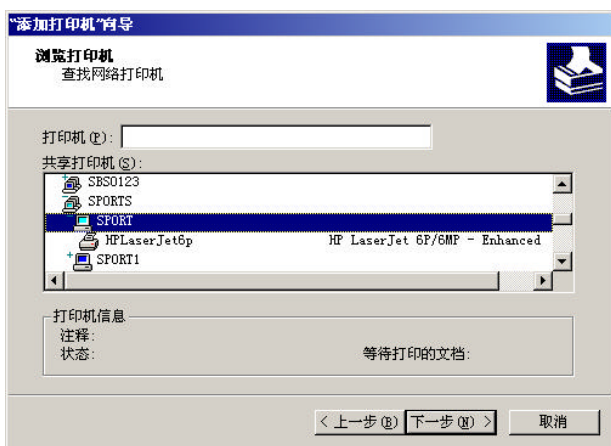 “添加打印机”向导
浏览打印机
查找网络打印机
打印机(P):
共享打印机(S):
SBS0123
SPORTS
SPORT
HPLaserJet6p HP LaserJet 6P/6MP - Enhanced
SPORT1
打印机信息
注释:
状态: 等待打印的文档:
< 上一步(B) 下一步(N) > 取消